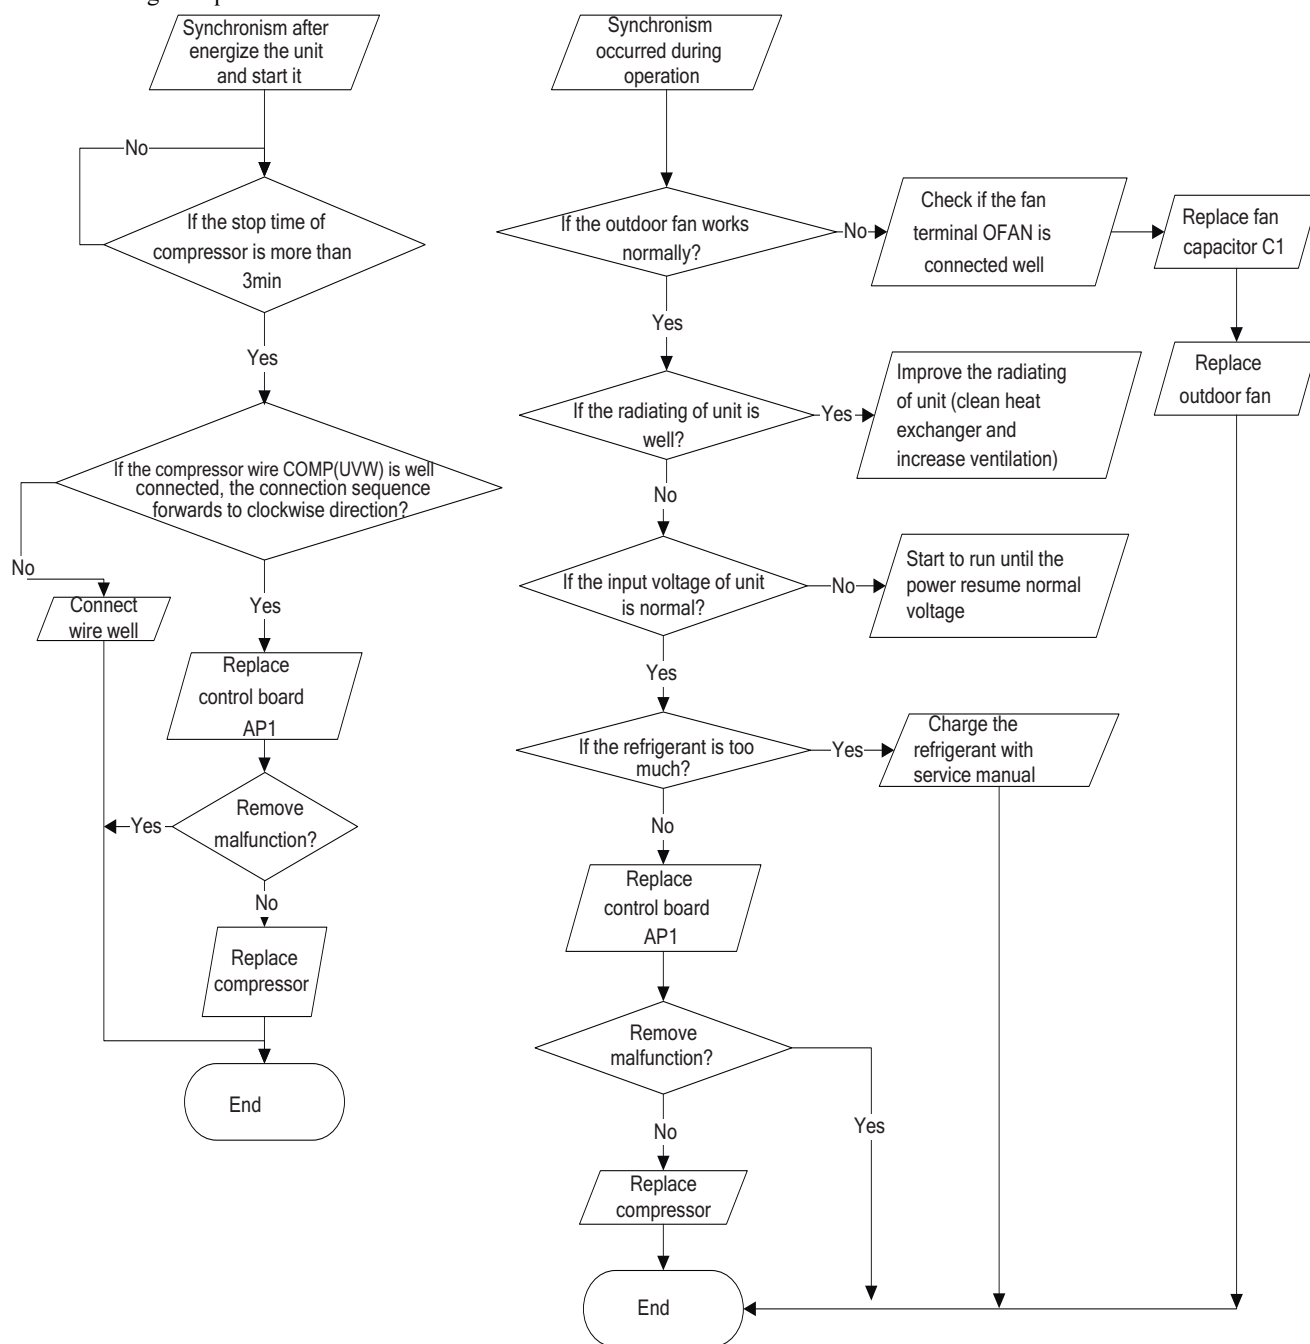 Synchronism after
energize the unit
and start it
No
If the stop time of
compressor is more than
3min
Yes
If the compressor wire COMP(UVW) is well
connected, the connection sequence
forwards to clockwise direction?
No
Connect
wire well
Yes
Replace
control board
AP1
Remove
malfunction?
Yes
No
Replace
compressor
End
Synchronism
occurred during
operation
If the outdoor fan works
normally?
No
Check if the fan
terminal OFAN is
connected well
Replace fan
capacitor C1
Replace
outdoor fan
Yes
If the radiating of unit is
well?
Yes
Improve the radiating
of unit (clean heat
exchanger and
increase ventilation)
No
If the input voltage of unit
is normal?
No
Start to run until the
power resume normal
voltage
Yes
If the refrigerant is too
much?
Yes
Charge the
refrigerant with
service manual
No
Replace
control board
AP1
Remove
malfunction?
Yes
No
Replace
compressor
End